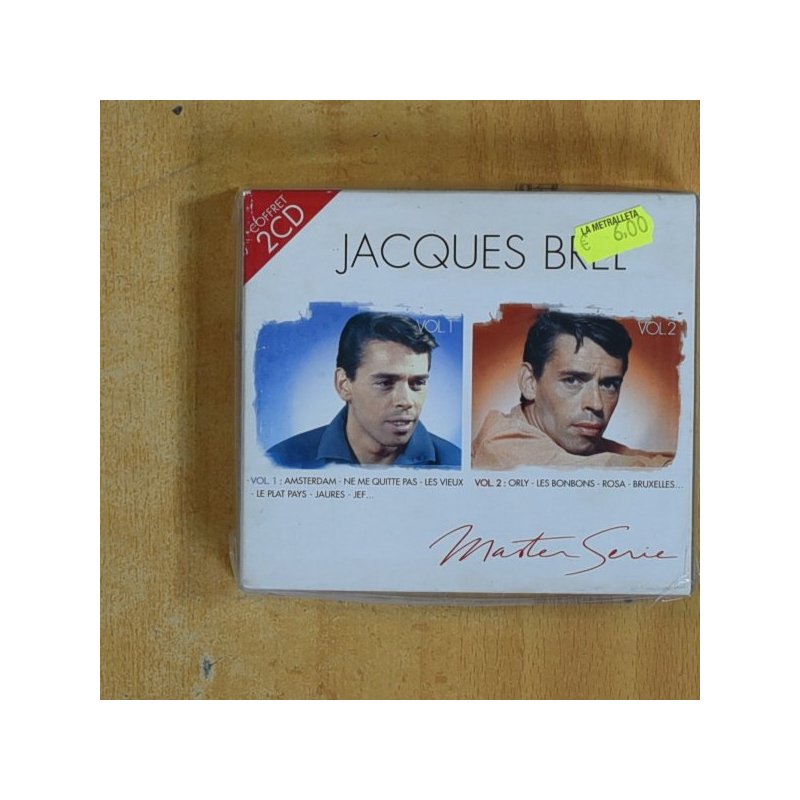 COFFRET
2CD
JACQUES BREL
LA METRALLETA
€ 6,00
VOL.1
VOL.2
- VOL. 1 : AMSTERDAM - NE ME QUITTE PAS - LES VIEUX
- LE PLAT PAYS - JAURES - JEF...
VOL. 2 : ORLY - LES BONBONS - ROSA - BRUXELLES...
Master Serie